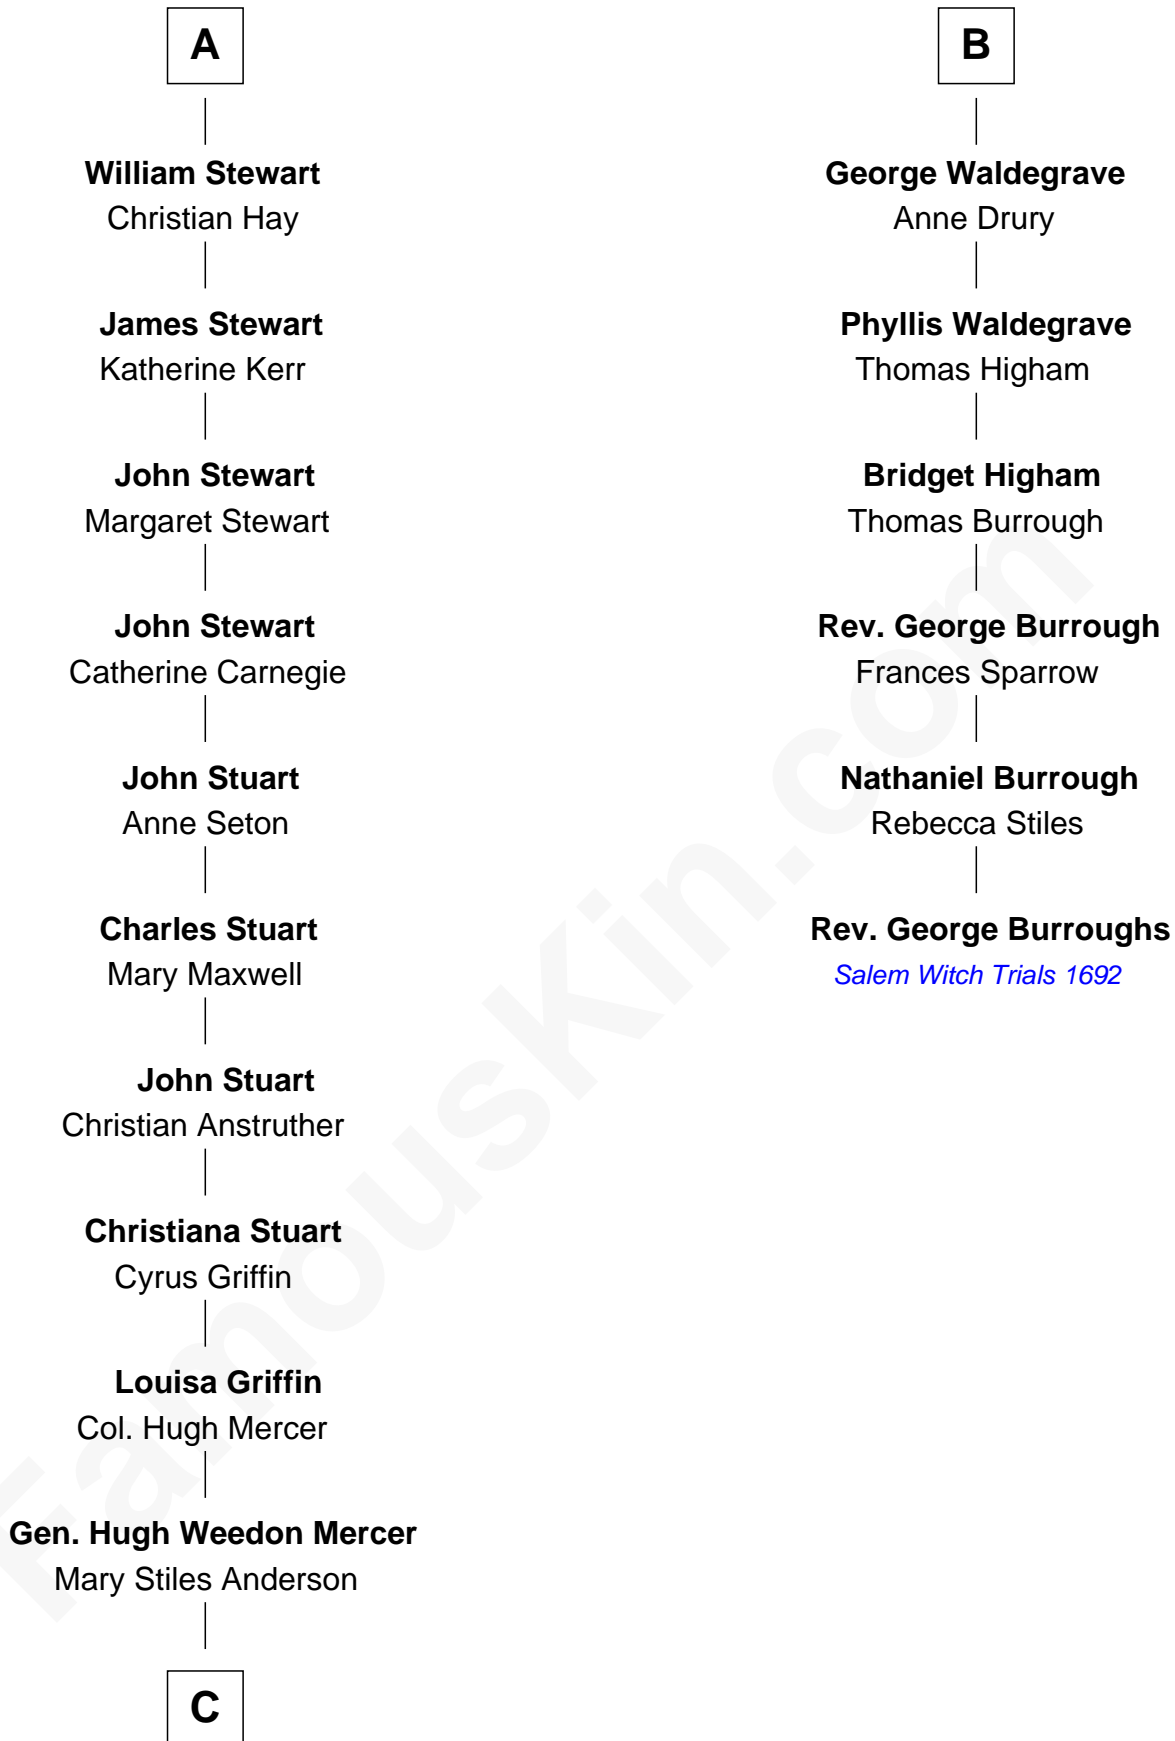 A
William Stewart
Christian Hay
James Stewart
Katherine Kerr
John Stewart
Margaret Stewart
John Stewart
Catherine Carnegie
John Stuart
Anne Seton
Charles Stuart
Mary Maxwell
John Stuart
Christian Anstruther
Christiana Stuart
Cyrus Griffin
Louisa Griffin
Col. Hugh Mercer
Gen. Hugh Weedon Mercer
Mary Stiles Anderson
C
B
George Waldegrave
Anne Drury
Phyllis Waldegrave
Thomas Higham
Bridget Higham
Thomas Burrough
Rev. George Burrough
Frances Sparrow
Nathaniel Burrough
Rebecca Stiles
Rev. George Burroughs
Salem Witch Trials 1692
FamousKin.com